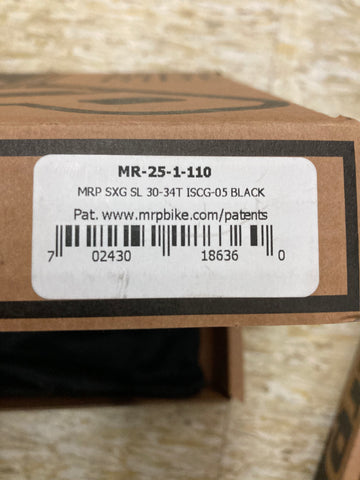 MR-25-1-110
MRP SXG SL 30-34T ISCG-05 BLACK
Pat. www.mrpbike.com/patents
7 02430 18636 0